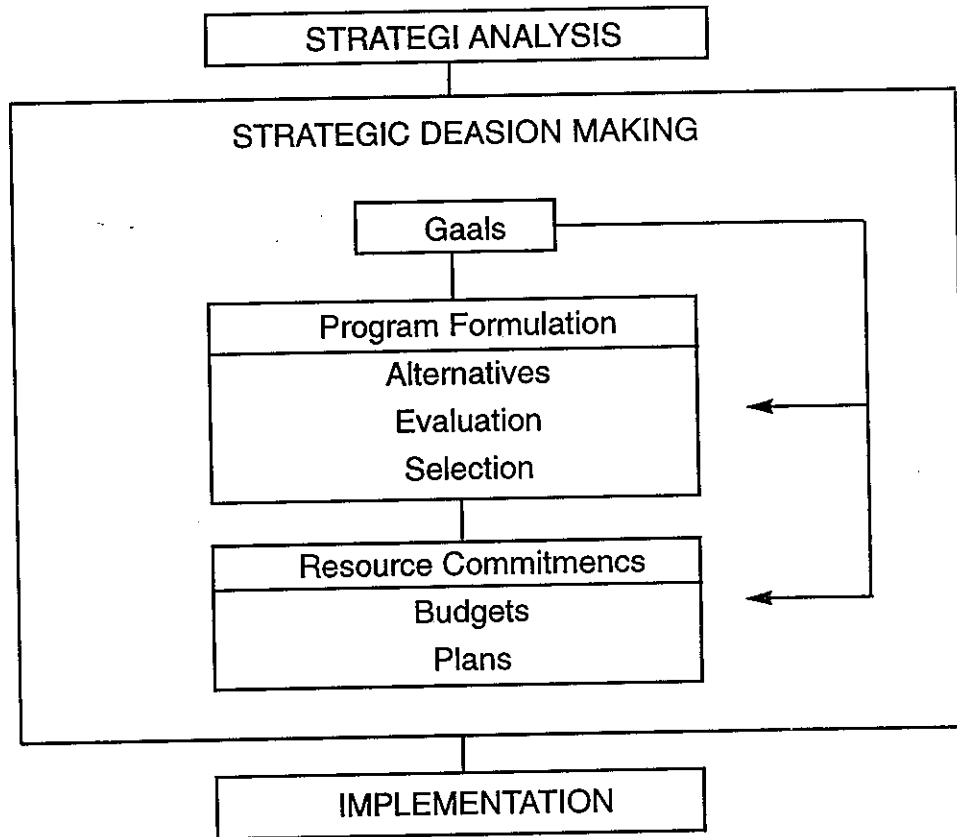 STRATEGI ANALYSIS
STRATEGIC DEASION MAKING
Gaals
Program Formulation
Alternatives
Evaluation
Selection
Resource Commitmencs
Budgets
Plans
IMPLEMENTATION